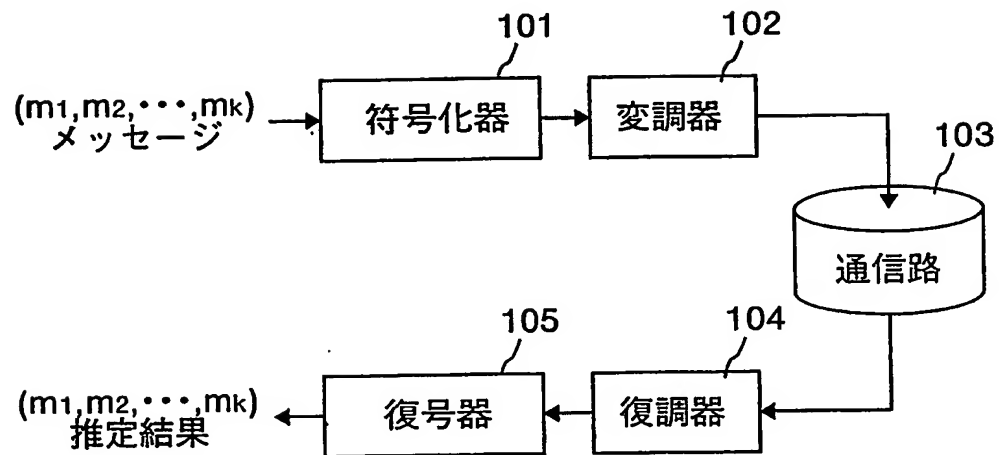 101
102
(m1,m2,・・・,mk)
メッセージ
符号化器
変調器
103
通信路
105
104
(m1,m2,・・・,mk)
推定結果
復号器
復調器